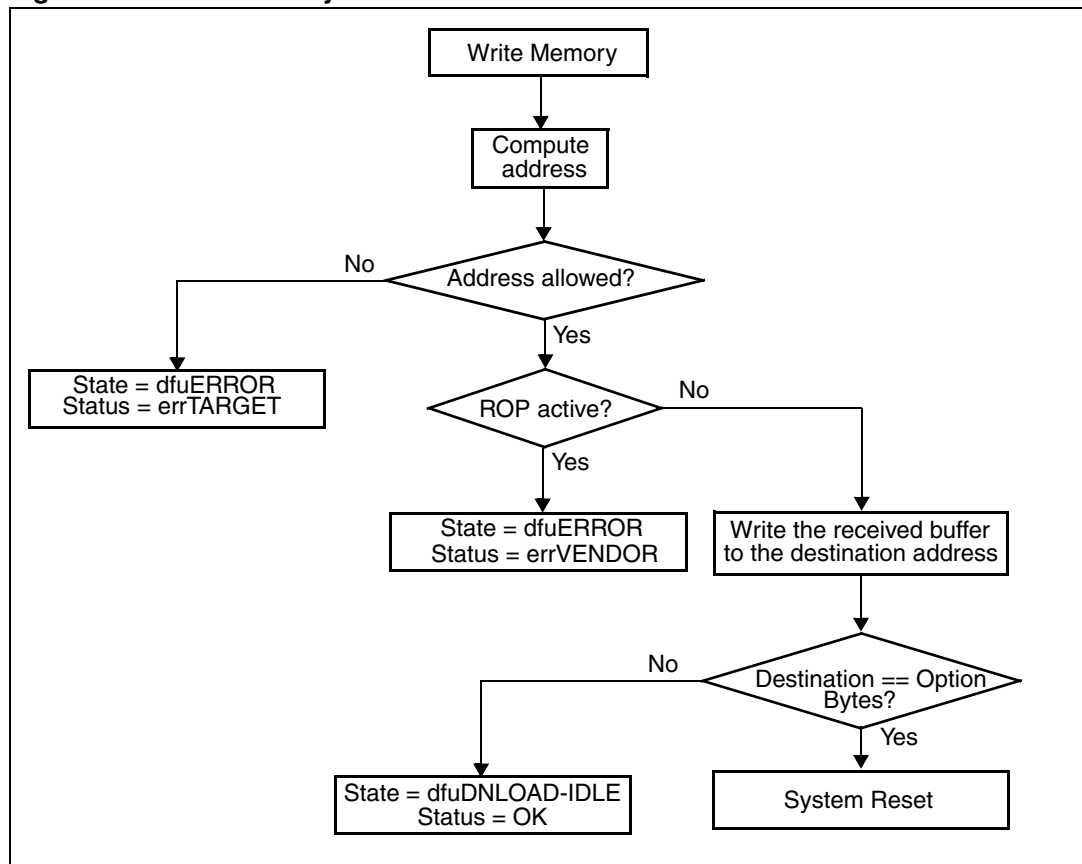 Write Memory
Compute
address
No
Address allowed?
Yes
State = dfuERROR
Status = errTARGET
ROP active?
No
Yes
State = dfuERROR
Status = errVENDOR
Write the received buffer
to the destination address
No
Destination == Option
Bytes?
Yes
State = dfuDNLOAD-IDLE
Status = OK
System Reset